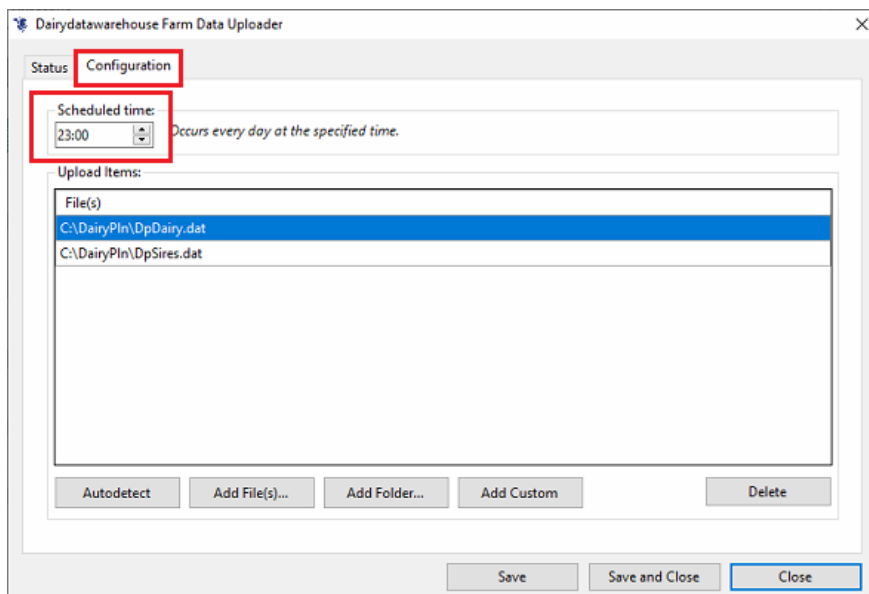 Dairydatawarehouse Farm Data Uploader
Status Configuration
Scheduled time:
23:00 Occurs every day at the specified time.
Upload Items:
File(s)
C:\DairyPln\DpDairy.dat
C:\DairyPln\DpSires.dat
Autodetect Add File(s)... Add Folder... Add Custom Delete
Save Save and Close Close